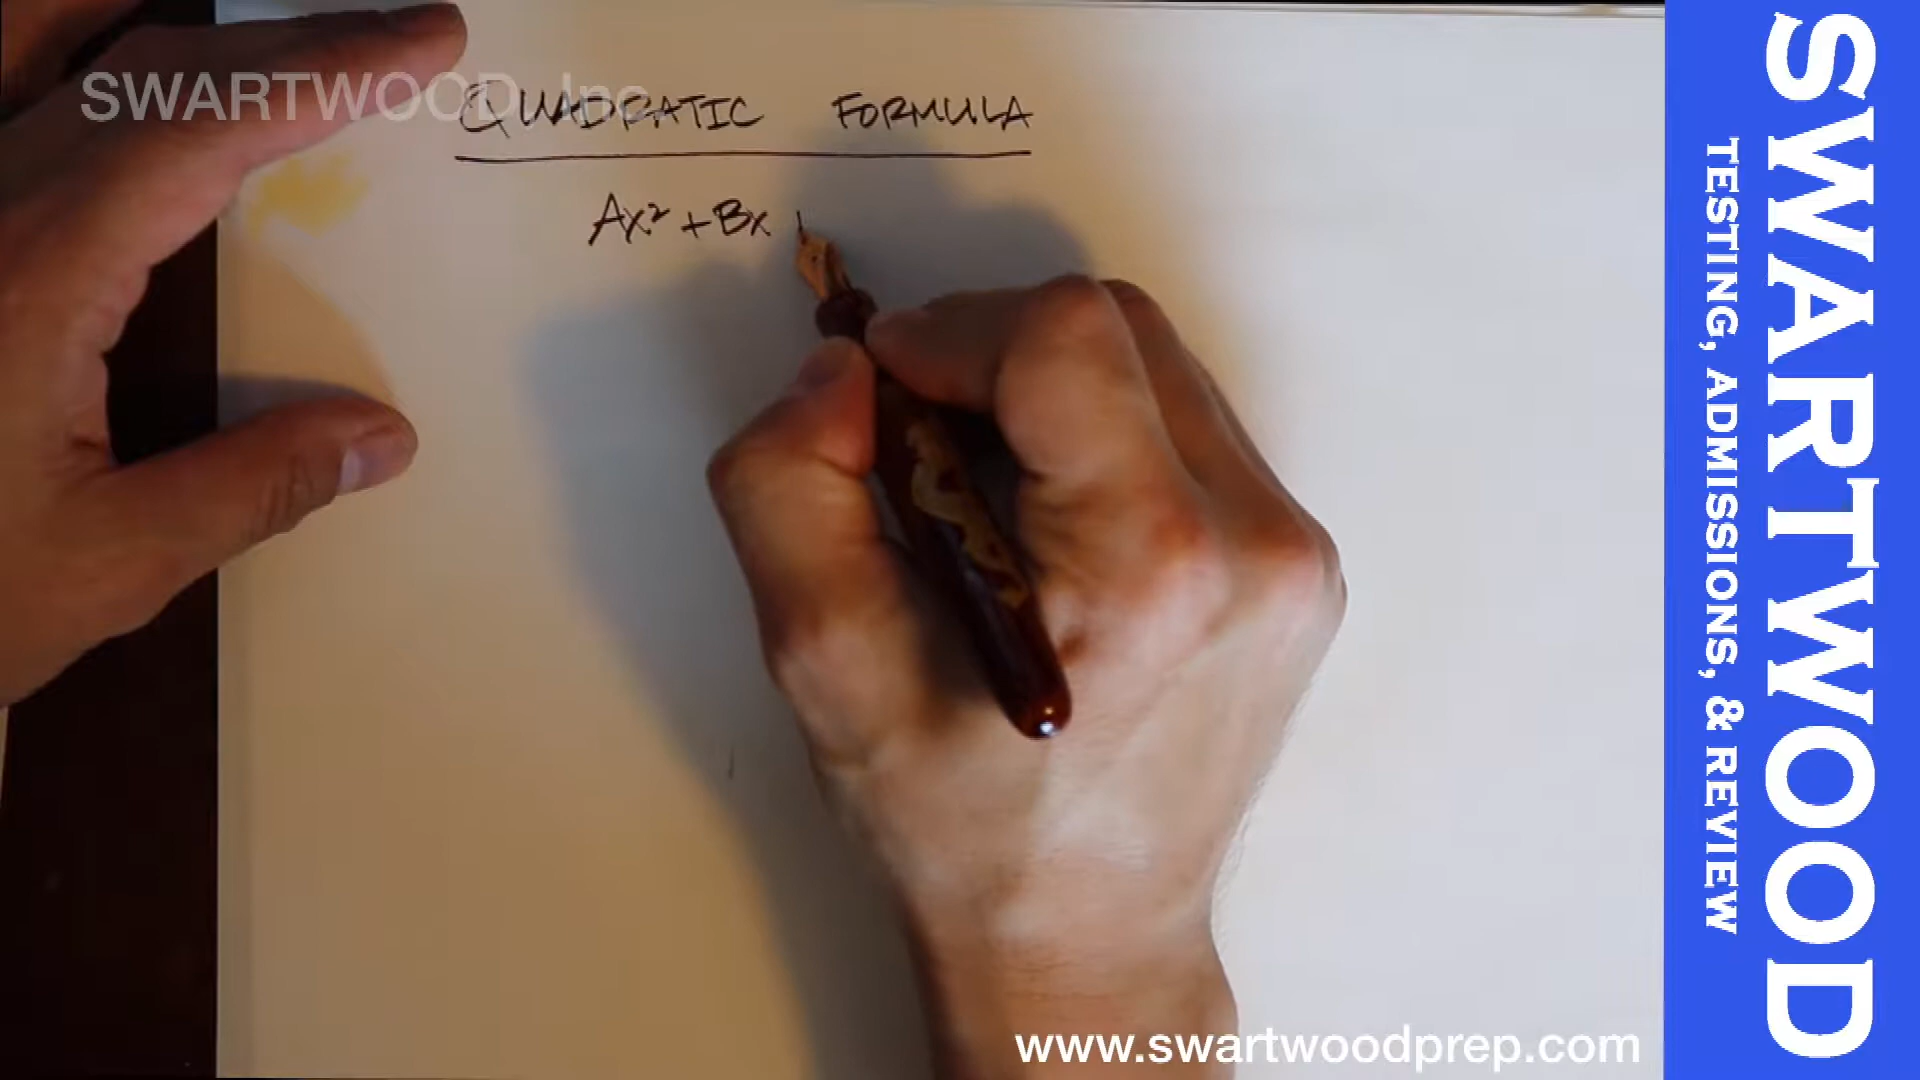 SWARTWOOD, Inc
QUADRATIC FORMULA
Ax² + Bx
www.swartwoodprep.com
SWARTWOOD
TESTING, ADMISSIONS, & REVIEW